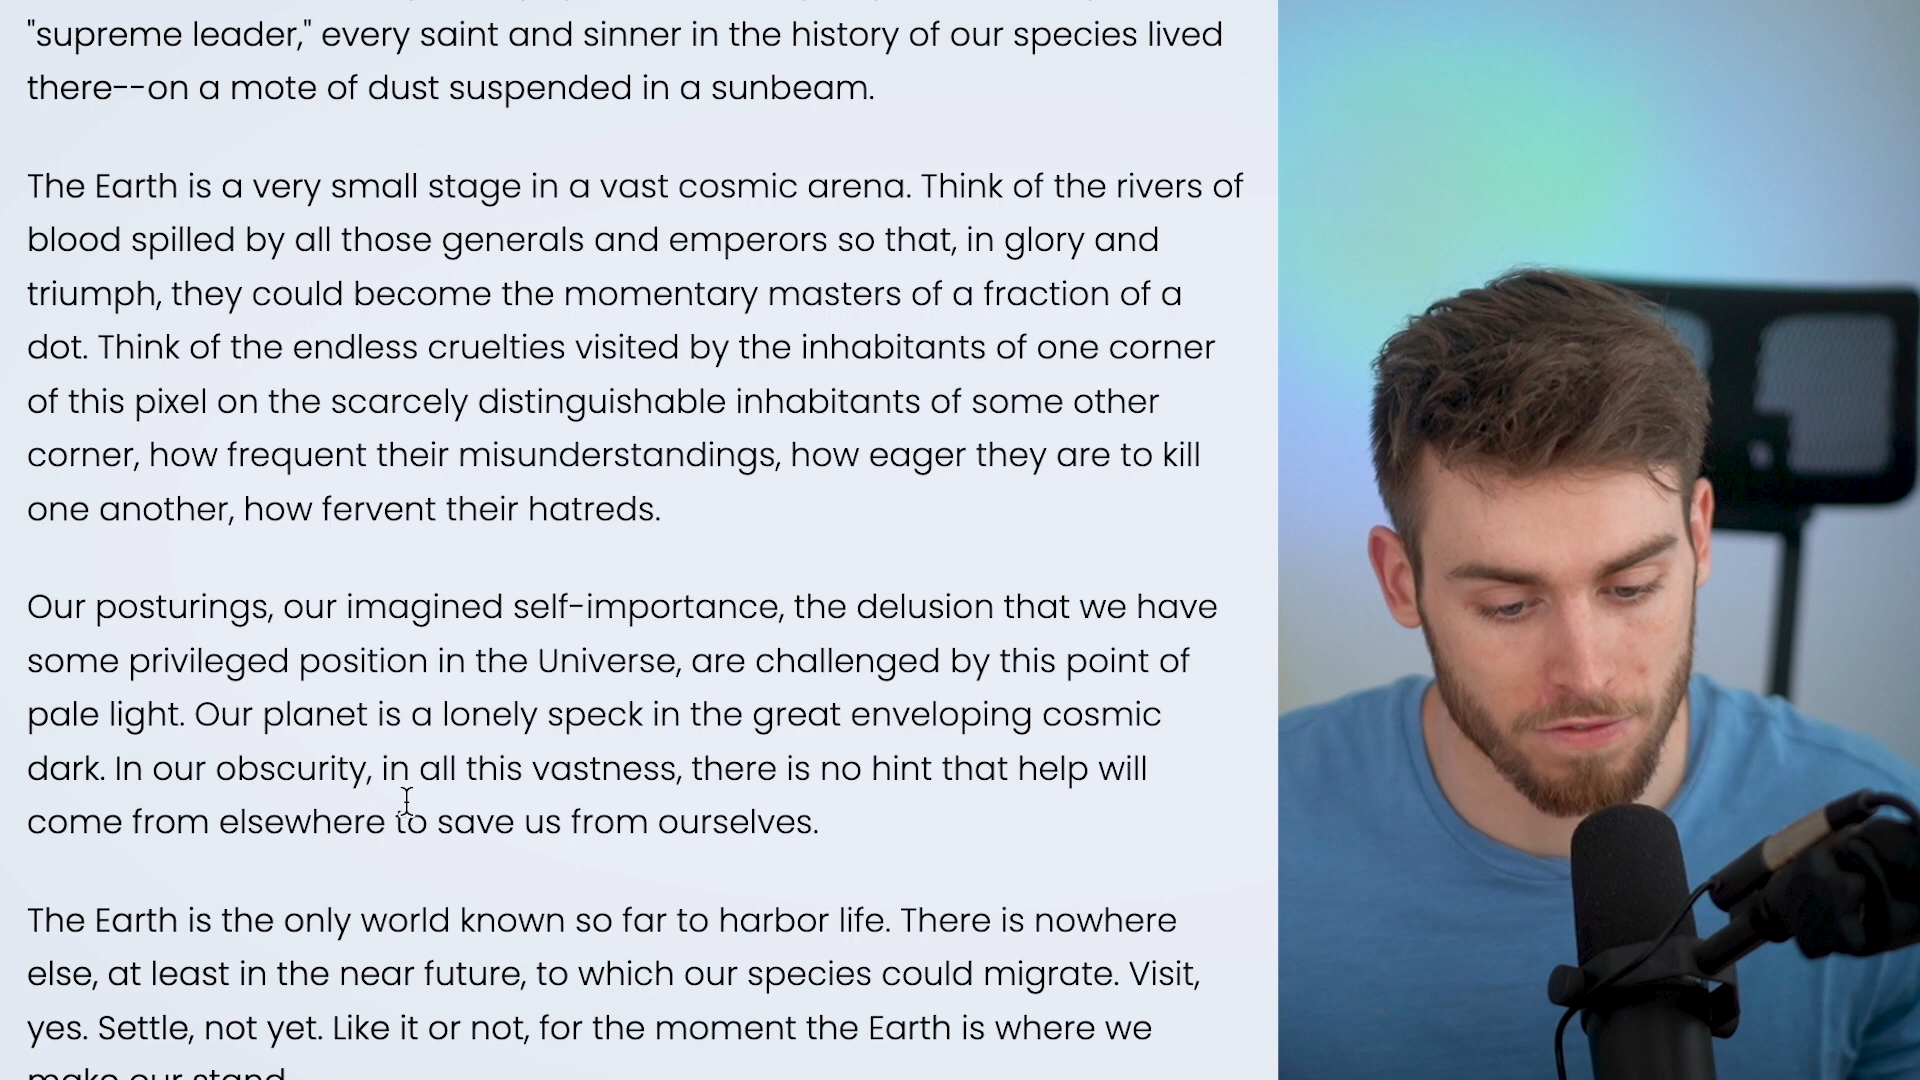 "supreme leader," every saint and sinner in the history of our species lived
there--on a mote of dust suspended in a sunbeam.
The Earth is a very small stage in a vast cosmic arena. Think of the rivers of
blood spilled by all those generals and emperors so that, in glory and
triumph, they could become the momentary masters of a fraction of a
dot. Think of the endless cruelties visited by the inhabitants of one corner
of this pixel on the scarcely distinguishable inhabitants of some other
corner, how frequent their misunderstandings, how eager they are to kill
one another, how fervent their hatreds.
Our posturings, our imagined self-importance, the delusion that we have
some privileged position in the Universe, are challenged by this point of
pale light. Our planet is a lonely speck in the great enveloping cosmic
dark. In our obscurity, in all this vastness, there is no hint that help will
come from elsewhere to save us from ourselves.
The Earth is the only world known so far to harbor life. There is nowhere
else, at least in the near future, to which our species could migrate. Visit,
yes. Settle, not yet. Like it or not, for the moment the Earth is where we
make our stand